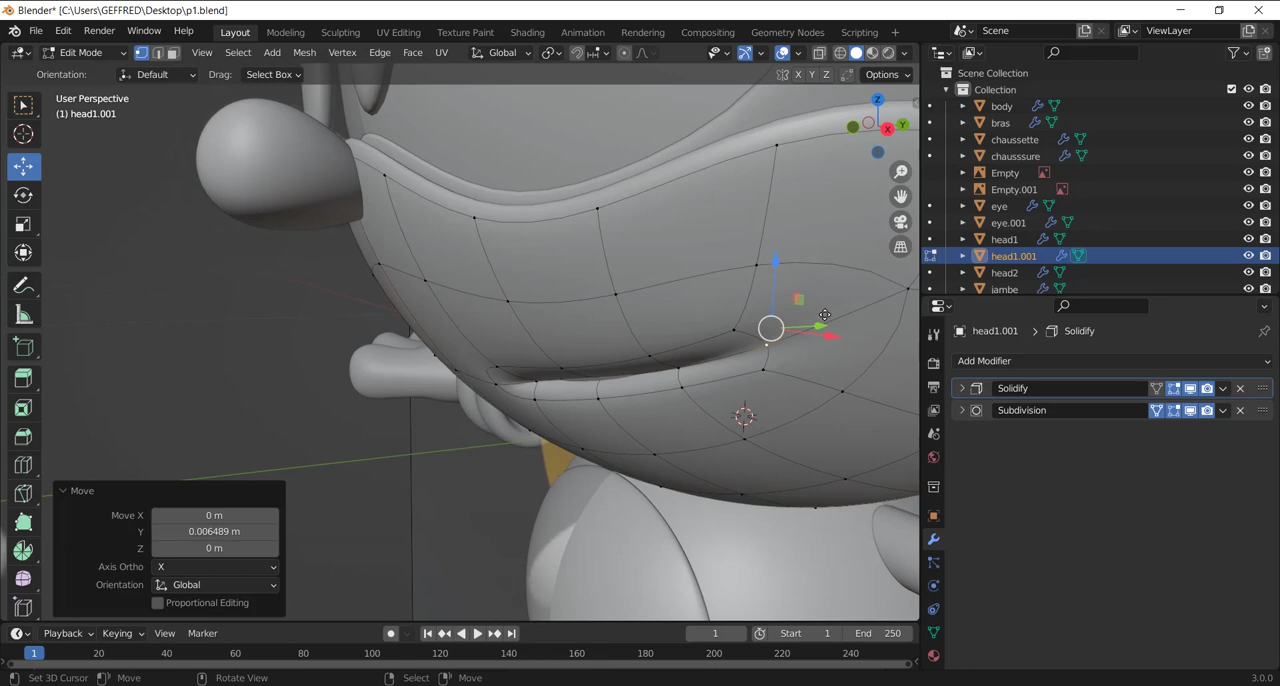 Blender* [C:\Users\GEFFRED\Desktop\p1.blend]
File Edit Render Window Help Layout Modeling Sculpting UV Editing Texture Paint Shading Animation Rendering Compositing Geometry Nodes Scripting Scene ViewLayer
Edit Mode View Select Add Mesh Vertex Edge Face UV Global
Orientation: Default Drag: Select Box X Y Z Options
User Perspective
(1) head1.001
Z
Y
X
Scene Collection
Collection
body
bras
chaussette
chausssure
Empty
Empty.001
eye
eye.001
head1
head1.001
head2
jambe
head1.001 Solidify
Add Modifier
Solidify
Subdivision
Move
Move X 0 m
Y 0.006489 m
Z 0 m
Axis Ortho X
Orientation Global
Proportional Editing
Playback Keying View Marker 1 Start 1 End 250
1 20 40 60 80 100 120 140 160 180 200 220 240
Set 3D Cursor Move Rotate View Select Move 3.0.0